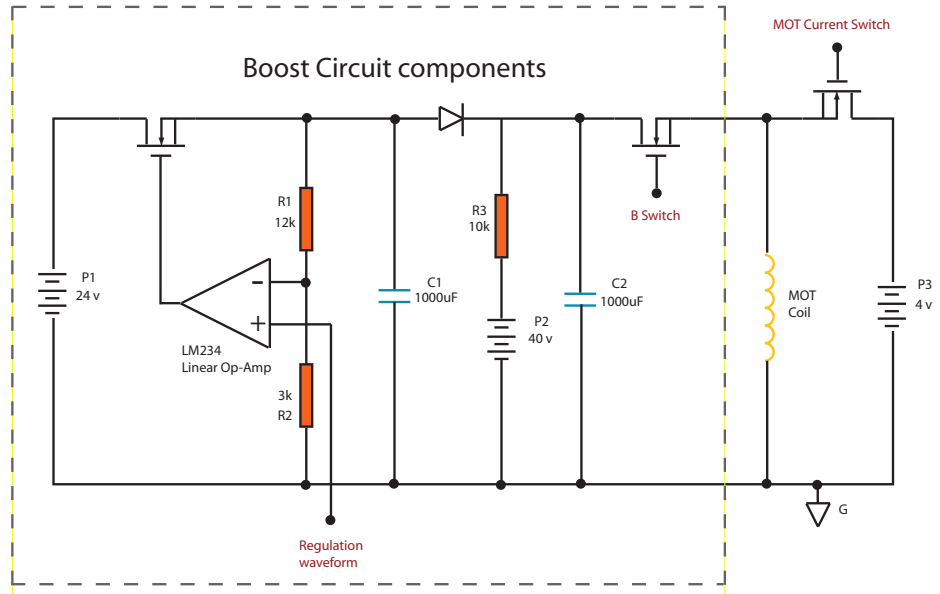 MOT Current Switch
Boost Circuit components
R1
12k
R3
10k
B Switch
P1
24 v
C1
1000uF
C2
1000uF
P3
4 v
MOT
Coil
-
+
P2
40 v
LM234
Linear Op-Amp
3k
R2
G
Regulation
waveform